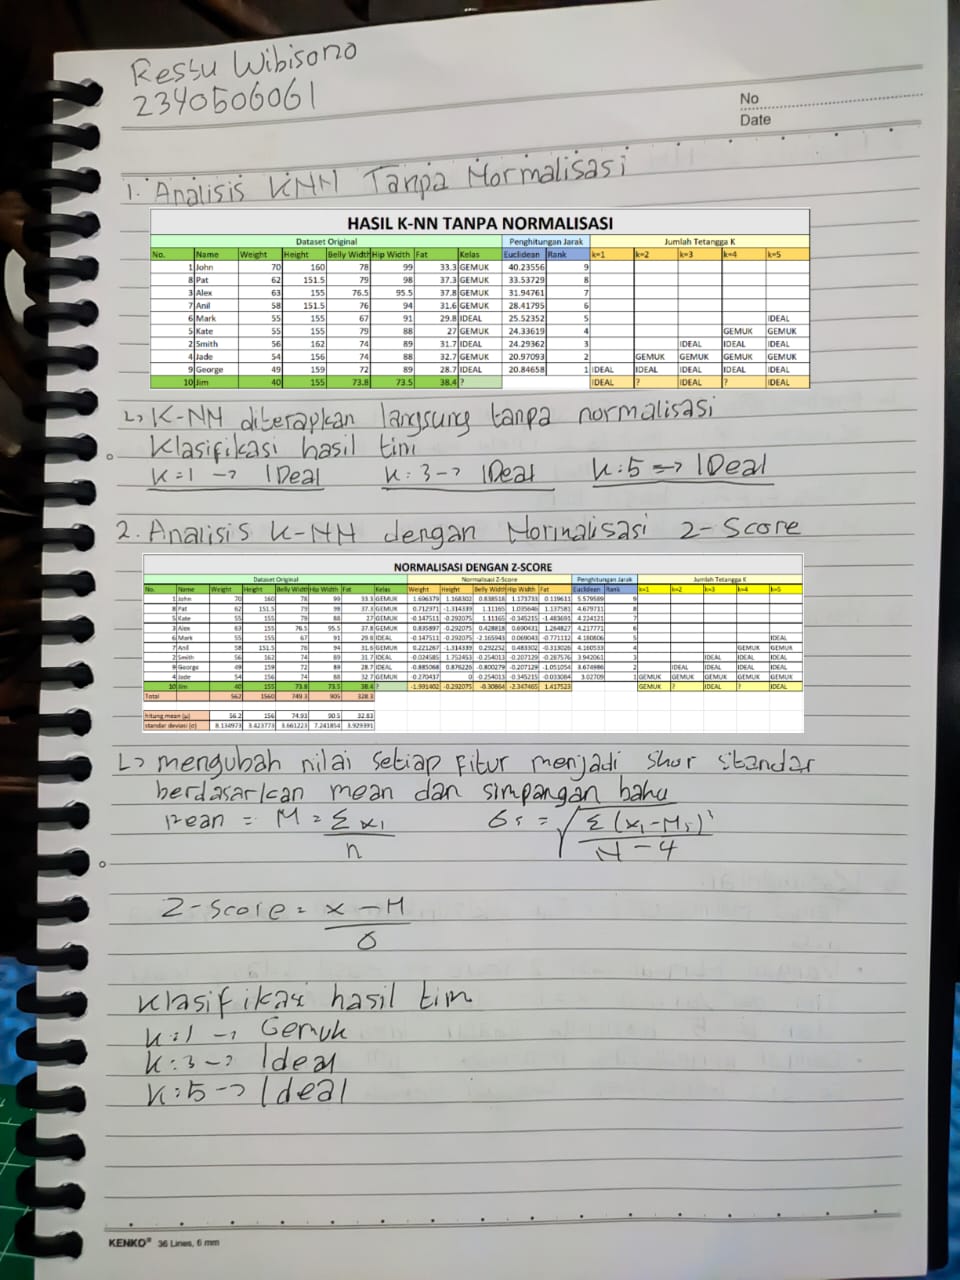 Ressu Wibisono
2340506061
No
Date
1. Analisis KNN Tanpa Normalisasi
HASIL K-NN TANPA NORMALISASI
Dataset Original Penghitungan Jarak Jumlah Tetangga K
No. Name Weight Height Belly Width Hip Width Fat Kelas Euclidean Rank k=1 k=2 k=3 k=4 k=5
1 John 70 160 78 99 33.3 GEMUK 40.23556 9
8 Pat 62 151.5 79 98 37.3 GEMUK 33.53729 8
3 Alex 63 155 76.5 95.5 37.8 GEMUK 31.94761 7
7 Anil 58 151.5 76 94 31.6 GEMUK 28.41795 6
6 Mark 55 155 67 91 29.8 IDEAL 25.52352 5 IDEAL
5 Kate 55 155 79 88 27 GEMUK 24.33619 4 GEMUK GEMUK
2 Smith 56 162 74 89 31.7 IDEAL 24.29362 3 IDEAL IDEAL IDEAL
4 Jade 54 156 74 88 32.7 GEMUK 20.97093 2 GEMUK GEMUK GEMUK GEMUK
9 George 49 159 72 89 28.7 IDEAL 20.84658 1 IDEAL IDEAL IDEAL IDEAL IDEAL
10 Jim 40 155 73.8 73.5 38.4 ? IDEAL ? IDEAL ? IDEAL
↳ K-NN diterapkan langsung tanpa normalisasi
Klasifikasi hasil tim
K=1 → IDeal K: 3 → IDeal K:5 => IDeal
2. Analisis K-NN dengan Normalisasi Z-Score
NORMALISASI DENGAN Z-SCORE
Dataset Original Normalisasi Z-Score Penghitungan Jarak Jumlah Tetangga K
No. Name Weight Height Belly Width Hip Width Fat Kelas Weight Height Belly Width Hip Width Fat Euclidean Rank k=1 k=2 k=3 k=4 k=5
1 John 70 160 78 99 33.3 GEMUK 1.696379 1.168302 0.838518 1.173733 0.119611 5.579589 9
8 Pat 62 151.5 79 98 37.3 GEMUK 0.712971 -1.314339 1.11165 1.035646 1.137581 4.679711 8
5 Kate 55 155 79 88 27 GEMUK -0.147511 -0.292075 1.11165 -0.345215 -1.483691 4.224121 7
3 Alex 63 155 76.5 95.5 37.8 GEMUK 0.835897 -0.292075 0.428818 0.690431 1.264827 4.217771 6
6 Mark 55 155 67 91 29.8 IDEAL -0.147511 -0.292075 -2.165943 0.069043 -0.771112 4.180806 5 IDEAL
7 Anil 58 151.5 76 94 31.6 GEMUK 0.221267 -1.314339 0.292252 0.483302 -0.313026 4.160533 4 GEMUK GEMUK
2 Smith 56 162 74 89 31.7 IDEAL -0.024585 1.752453 -0.254013 -0.207129 -0.287576 3.942061 3 IDEAL IDEAL IDEAL
9 George 49 159 72 89 28.7 IDEAL -0.885068 0.876226 -0.800279 -0.207129 -1.051054 3.674986 2 IDEAL IDEAL IDEAL IDEAL
4 Jade 54 156 74 88 32.7 GEMUK -0.270437 0 -0.254013 -0.345215 -0.033084 3.02709 1 GEMUK GEMUK GEMUK GEMUK GEMUK
10 Jim 40 155 73.8 73.5 38.4 ? -1.991402 -0.292075 -0.30864 -2.347465 1.417523 GEMUK ? IDEAL ? IDEAL
Total 562 1560 749.3 905 328.3
hitung mean (μ) 56.2 156 74.93 90.5 32.83
standar deviasi (σ) 8.134973 3.423773 3.661223 7.241854 3.929391
↳ mengubah nilai setiap fitur menjadi skor standar
berdasarkan mean dan simpangan baku
Mean = M = Σ xi / n
Z-Score = x - M / σ
Klasifikasi hasil tim
K:1 → Gemuk
K:3 → Ideal
K:5 → Ideal
KENKO® 36 Lines, 6 mm